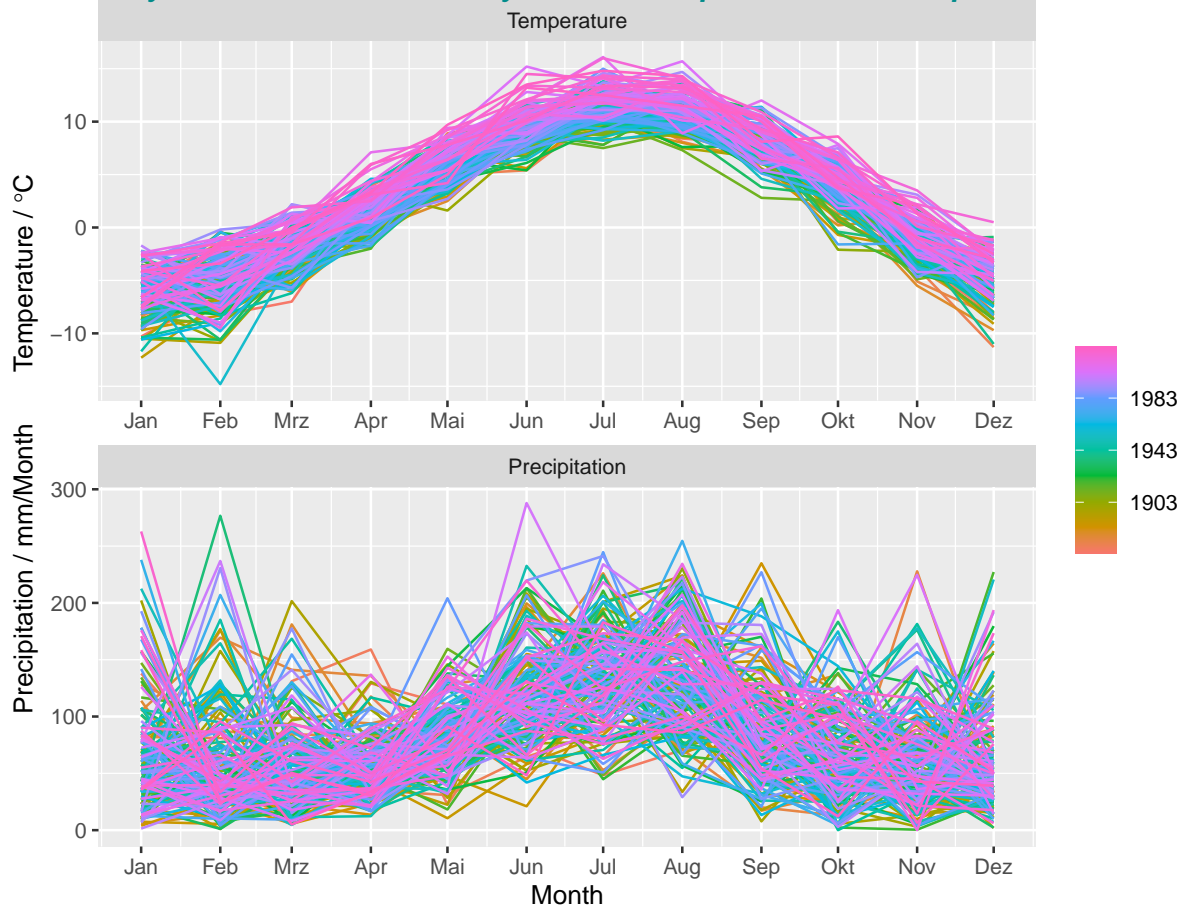 Temperature
Temperature / °C
10
0
−10
Jan Feb Mrz Apr Mai Jun Jul Aug Sep Okt Nov Dez
Precipitation
Precipitation / mm/Month
300
200
100
0
Jan Feb Mrz Apr Mai Jun Jul Aug Sep Okt Nov Dez
Month
1983
1943
1903